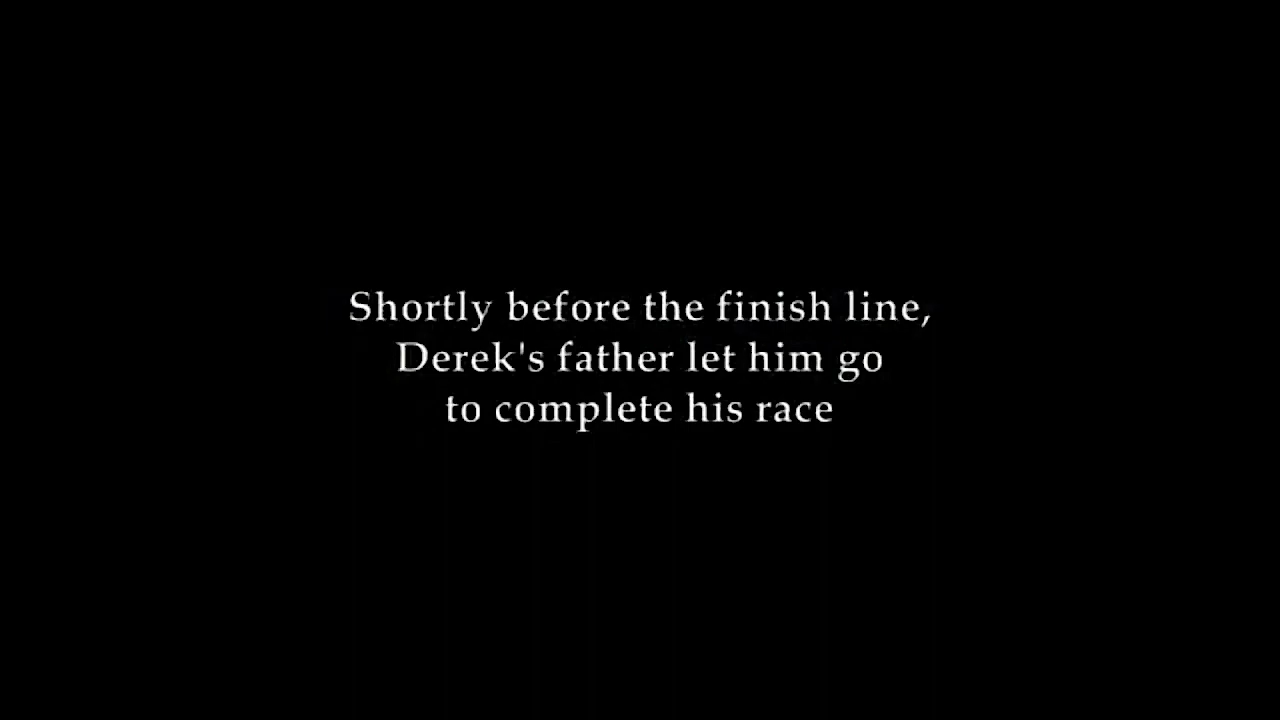 Shortly before the finish line,
Derek's father let him go
to complete his race